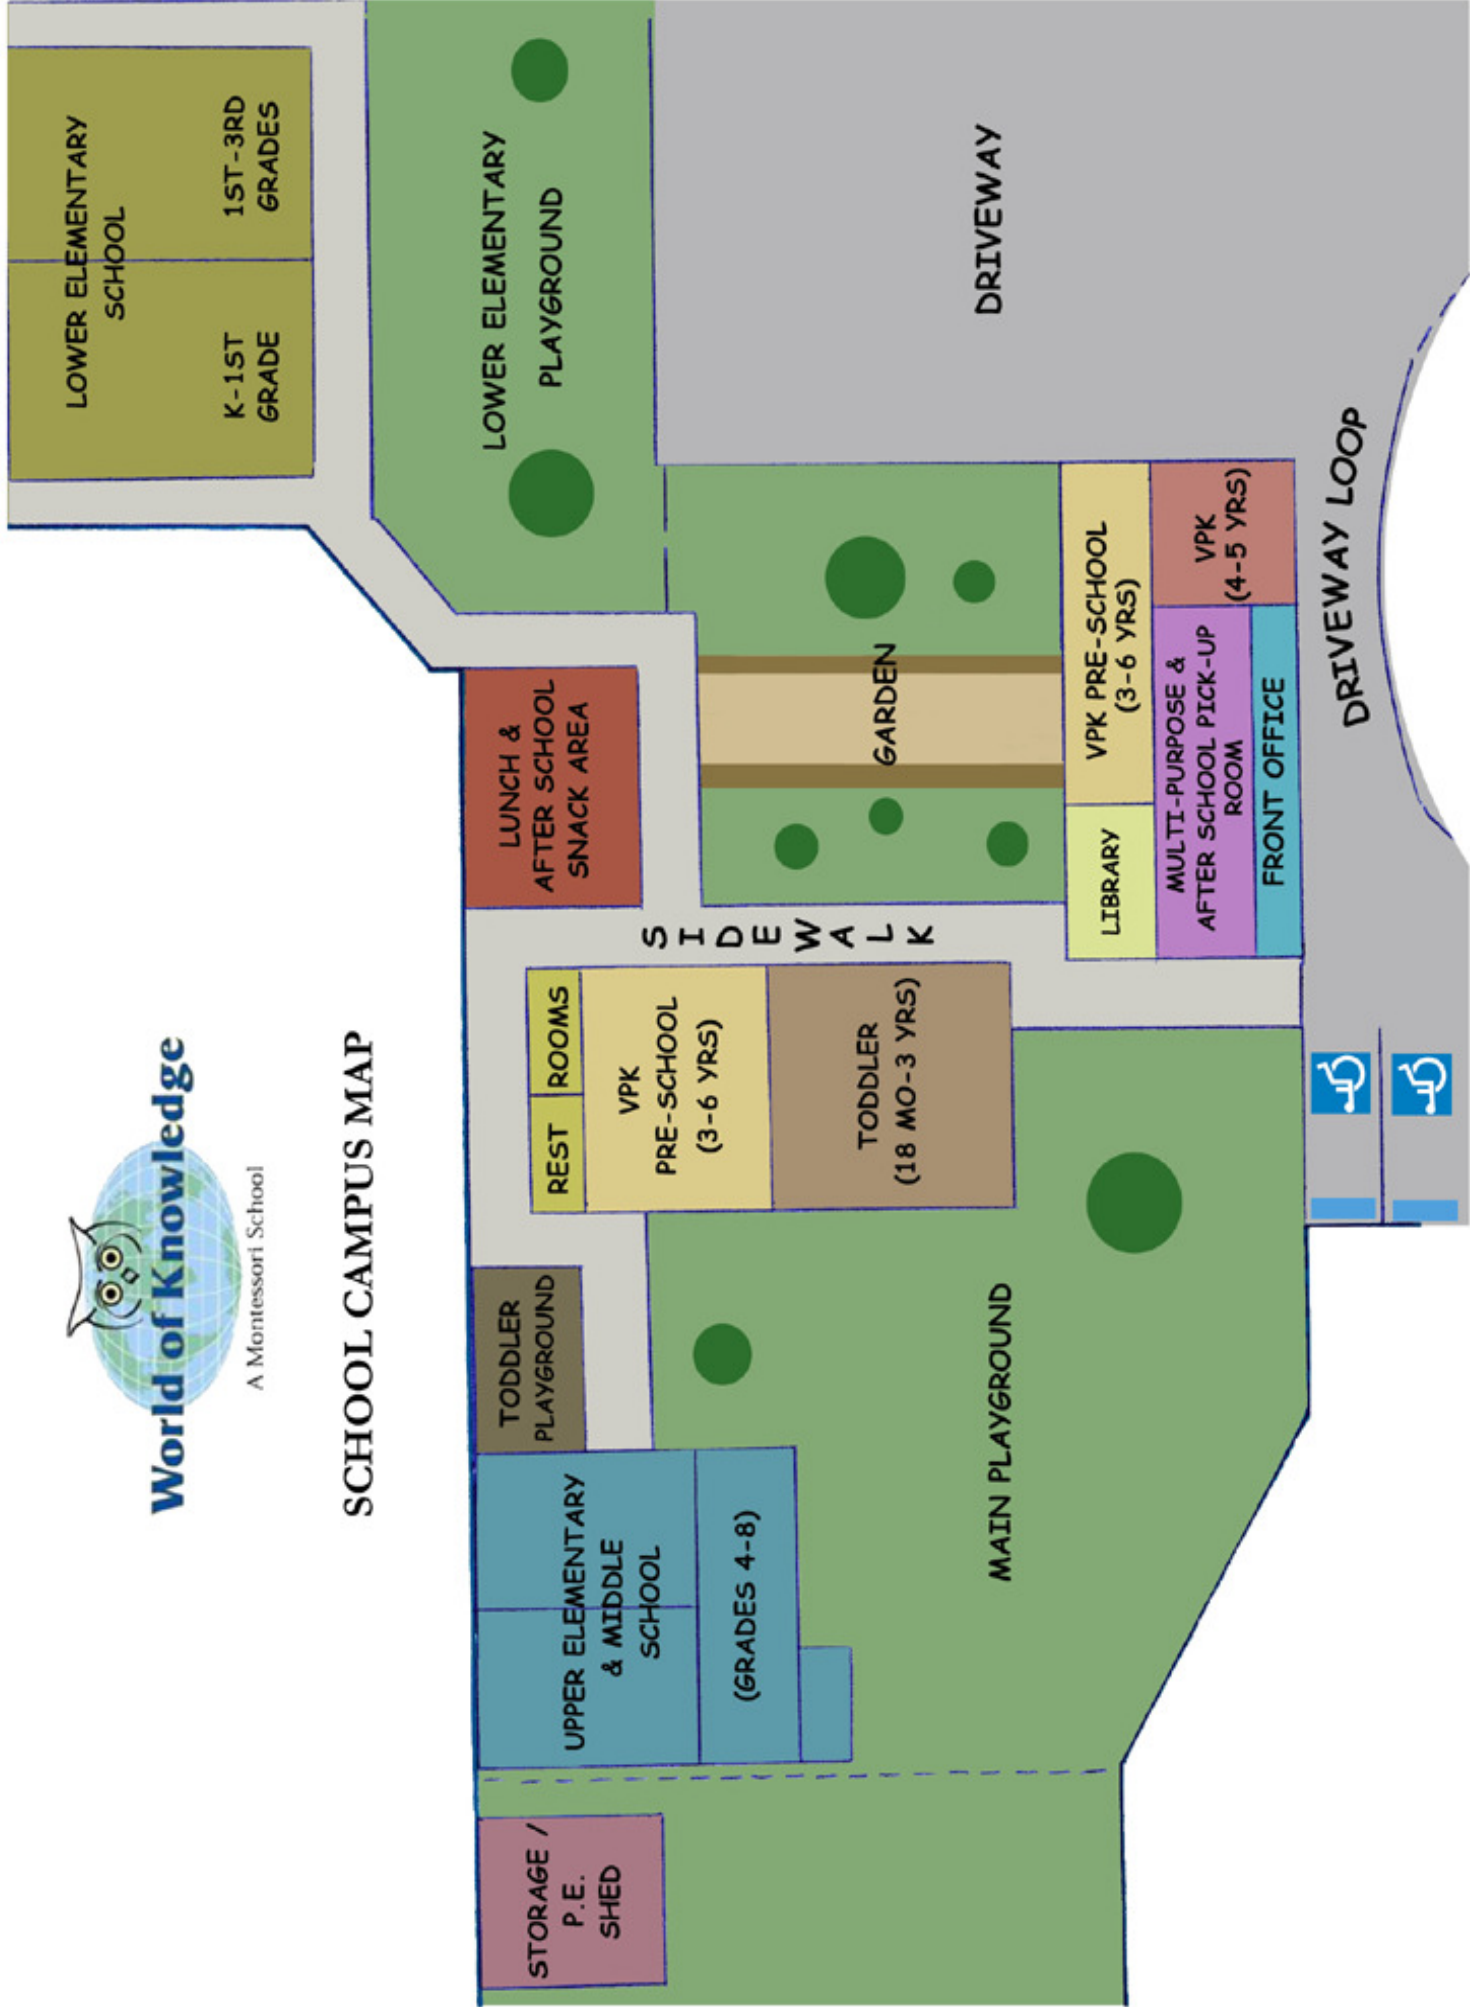 World of Knowledge
A Montessori School
SCHOOL CAMPUS MAP
LOWER ELEMENTARY
SCHOOL
K-1ST
GRADE
1ST-3RD
GRADES
LOWER ELEMENTARY
PLAYGROUND
DRIVEWAY
STORAGE /
P.E.
SHED
UPPER ELEMENTARY
& MIDDLE
SCHOOL
(GRADES 4-8)
TODDLER
PLAYGROUND
REST ROOMS
VPK
PRE-SCHOOL
(3-6 YRS)
TODDLER
(18 MO-3 YRS)
LUNCH &
AFTER SCHOOL
SNACK AREA
SIDEWALK
GARDEN
MAIN PLAYGROUND
LIBRARY
VPK PRE-SCHOOL
(3-6 YRS)
MULTI-PURPOSE &
AFTER SCHOOL PICK-UP
ROOM
VPK
(4-5 YRS)
FRONT OFFICE
DRIVEWAY LOOP